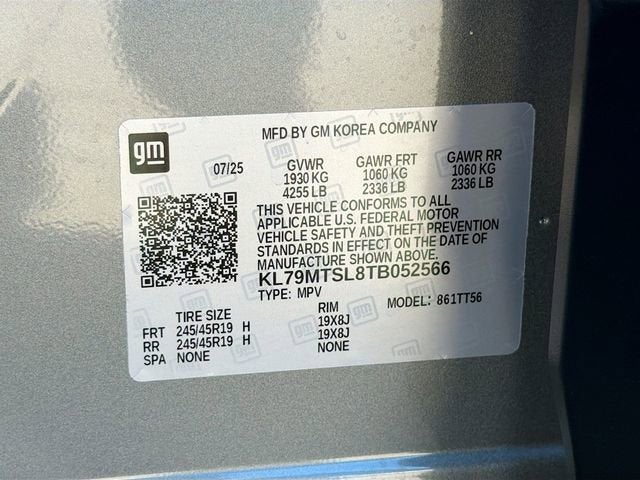 MFD BY GM KOREA COMPANY
gm
07/25
GVWR GAWR FRT GAWR RR
1930 KG 1060 KG 1060 KG
4255 LB 2336 LB 2336 LB
THIS VEHICLE CONFORMS TO ALL
APPLICABLE U.S. FEDERAL MOTOR
VEHICLE SAFETY AND THEFT PREVENTION
STANDARDS IN EFFECT ON THE DATE OF
MANUFACTURE SHOWN ABOVE.
KL79MTSL8TB052566
TYPE: MPV MODEL: 861TT56
TIRE SIZE RIM
FRT 245/45R19 H 19X8J
RR 245/45R19 H 19X8J
SPA NONE NONE